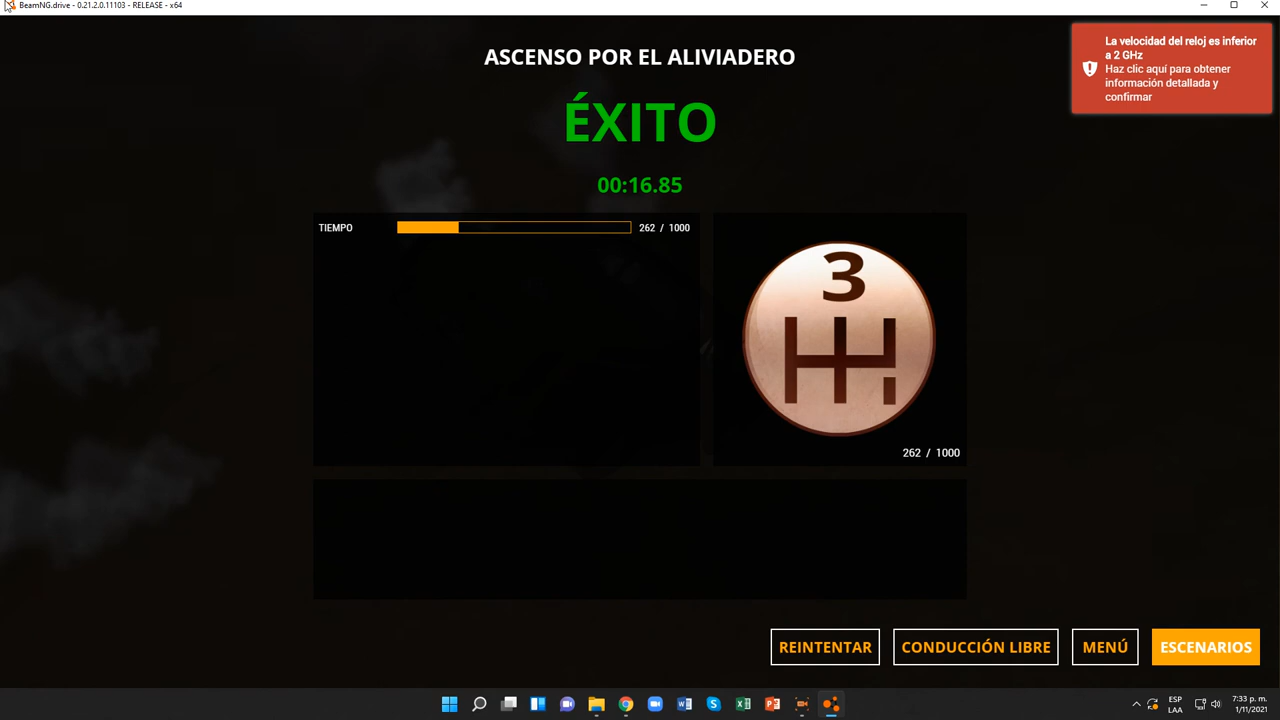 BeamNG.drive - 0.21.2.0.11103 - RELEASE - x64
La velocidad del reloj es inferior
a 2 GHz
Haz clic aquí para obtener
información detallada y
confirmar
ASCENSO POR EL ALIVIADERO
ÉXITO
00:16.85
TIEMPO 262 / 1000
3
262 / 1000
REINTENTAR CONDUCCIÓN LIBRE MENÚ ESCENARIOS
ESP
LAA
7:33 p. m.
1/11/2021